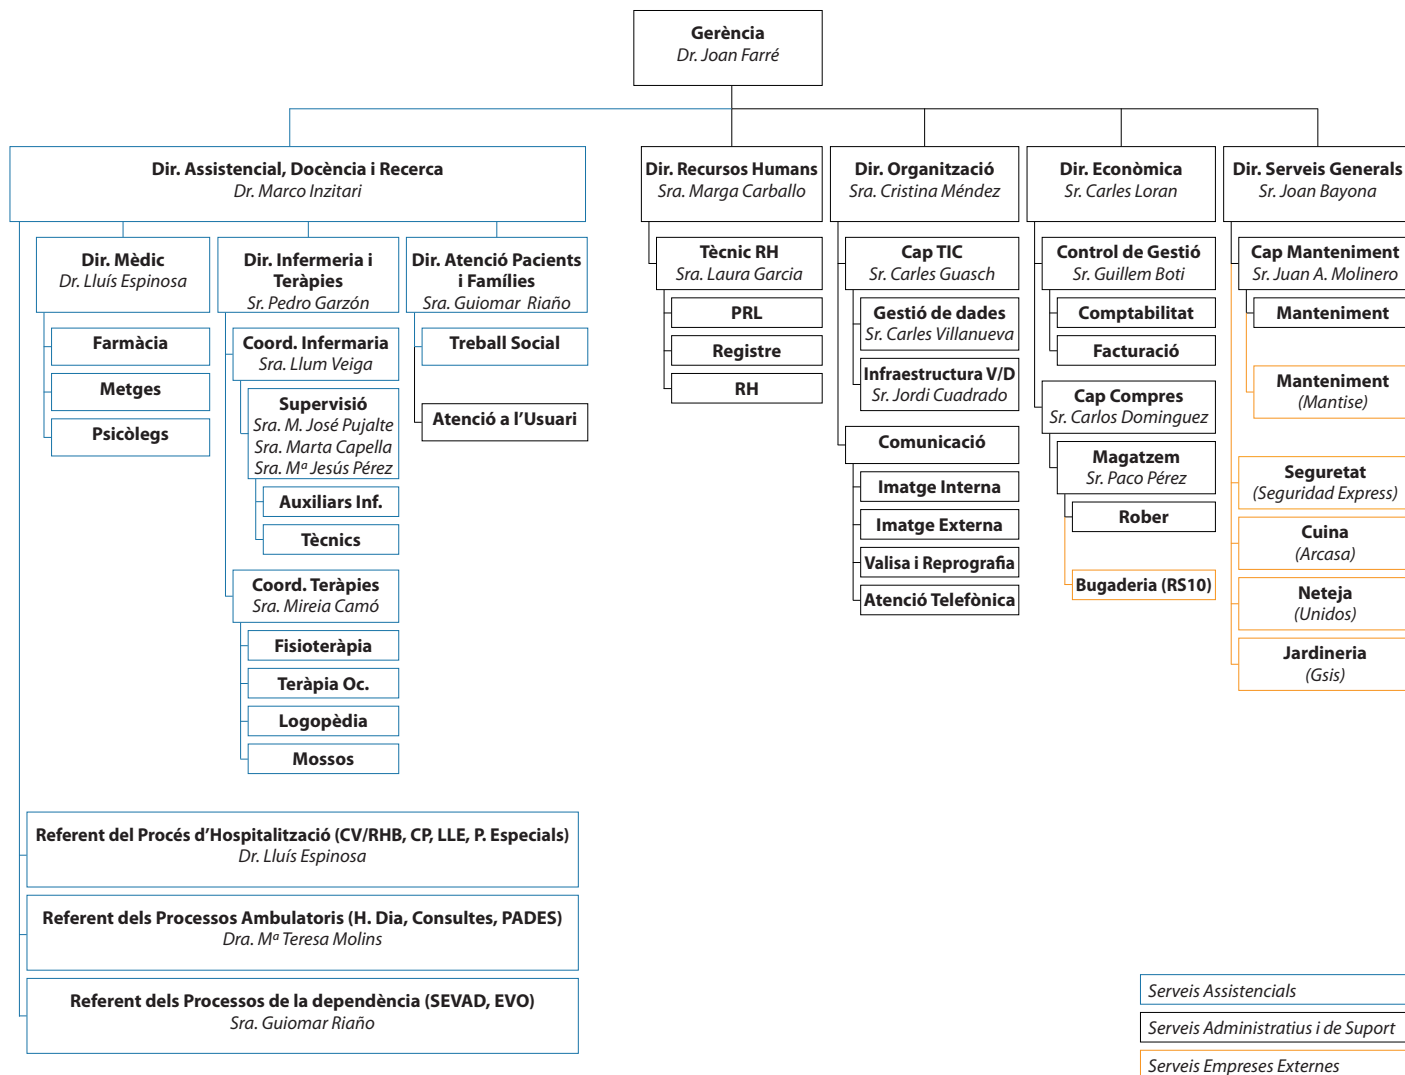 Gerència
Dr. Joan Farré
Dir. Assistencial, Docència i Recerca
Dr. Marco Inzitari
Dir. Mèdic
Dr. Lluís Espinosa
Farmàcia
Metges
Psicòlegs
Dir. Infermeria i
Teràpies
Sr. Pedro Garzón
Coord. Infermaria
Sra. Llum Veiga
Supervisió
Sra. M. José Pujalte
Sra. Marta Capella
Sra. Mª Jesús Pérez
Auxiliars Inf.
Tècnics
Coord. Teràpies
Sra. Mireia Camó
Fisioteràpia
Teràpia Oc.
Logopèdia
Mossos
Dir. Atenció Pacients
i Famílies
Sra. Guiomar Riaño
Treball Social
Atenció a l’Usuari
Referent del Procés d’Hospitalització (CV/RHB, CP, LLE, P. Especials)
Dr. Lluís Espinosa
Referent dels Processos Ambulatoris (H. Dia, Consultes, PADES)
Dra. Mª Teresa Molins
Referent dels Processos de la dependència (SEVAD, EVO)
Sra. Guiomar Riaño
Dir. Recursos Humans
Sra. Marga Carballo
Tècnic RH
Sra. Laura Garcia
PRL
Registre
RH
Dir. Organització
Sra. Cristina Méndez
Cap TIC
Sr. Carles Guasch
Gestió de dades
Sr. Carles Villanueva
Infraestructura V/D
Sr. Jordi Cuadrado
Comunicació
Imatge Interna
Imatge Externa
Valisa i Reprografia
Atenció Telefònica
Dir. Econòmica
Sr. Carles Loran
Control de Gestió
Sr. Guillem Boti
Comptabilitat
Facturació
Cap Compres
Sr. Carlos Dominguez
Magatzem
Sr. Paco Pérez
Rober
Bugaderia (RS10)
Dir. Serveis Generals
Sr. Joan Bayona
Cap Manteniment
Sr. Juan A. Molinero
Manteniment
Manteniment
(Mantise)
Seguretat
(Seguridad Express)
Cuina
(Arcasa)
Neteja
(Unidos)
Jardineria
(Gsis)
Serveis Assistencials
Serveis Administratius i de Suport
Serveis Empreses Externes